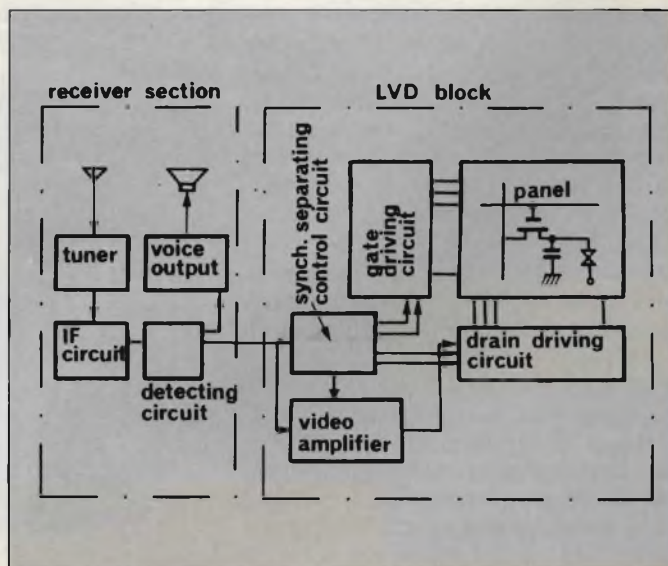 receiver section
LVD block
tuner
voice
output
IF
circuit
detecting
circuit
synch. separating
control circuit
gate
driving
circuit
panel
drain driving
circuit
video
amplifier